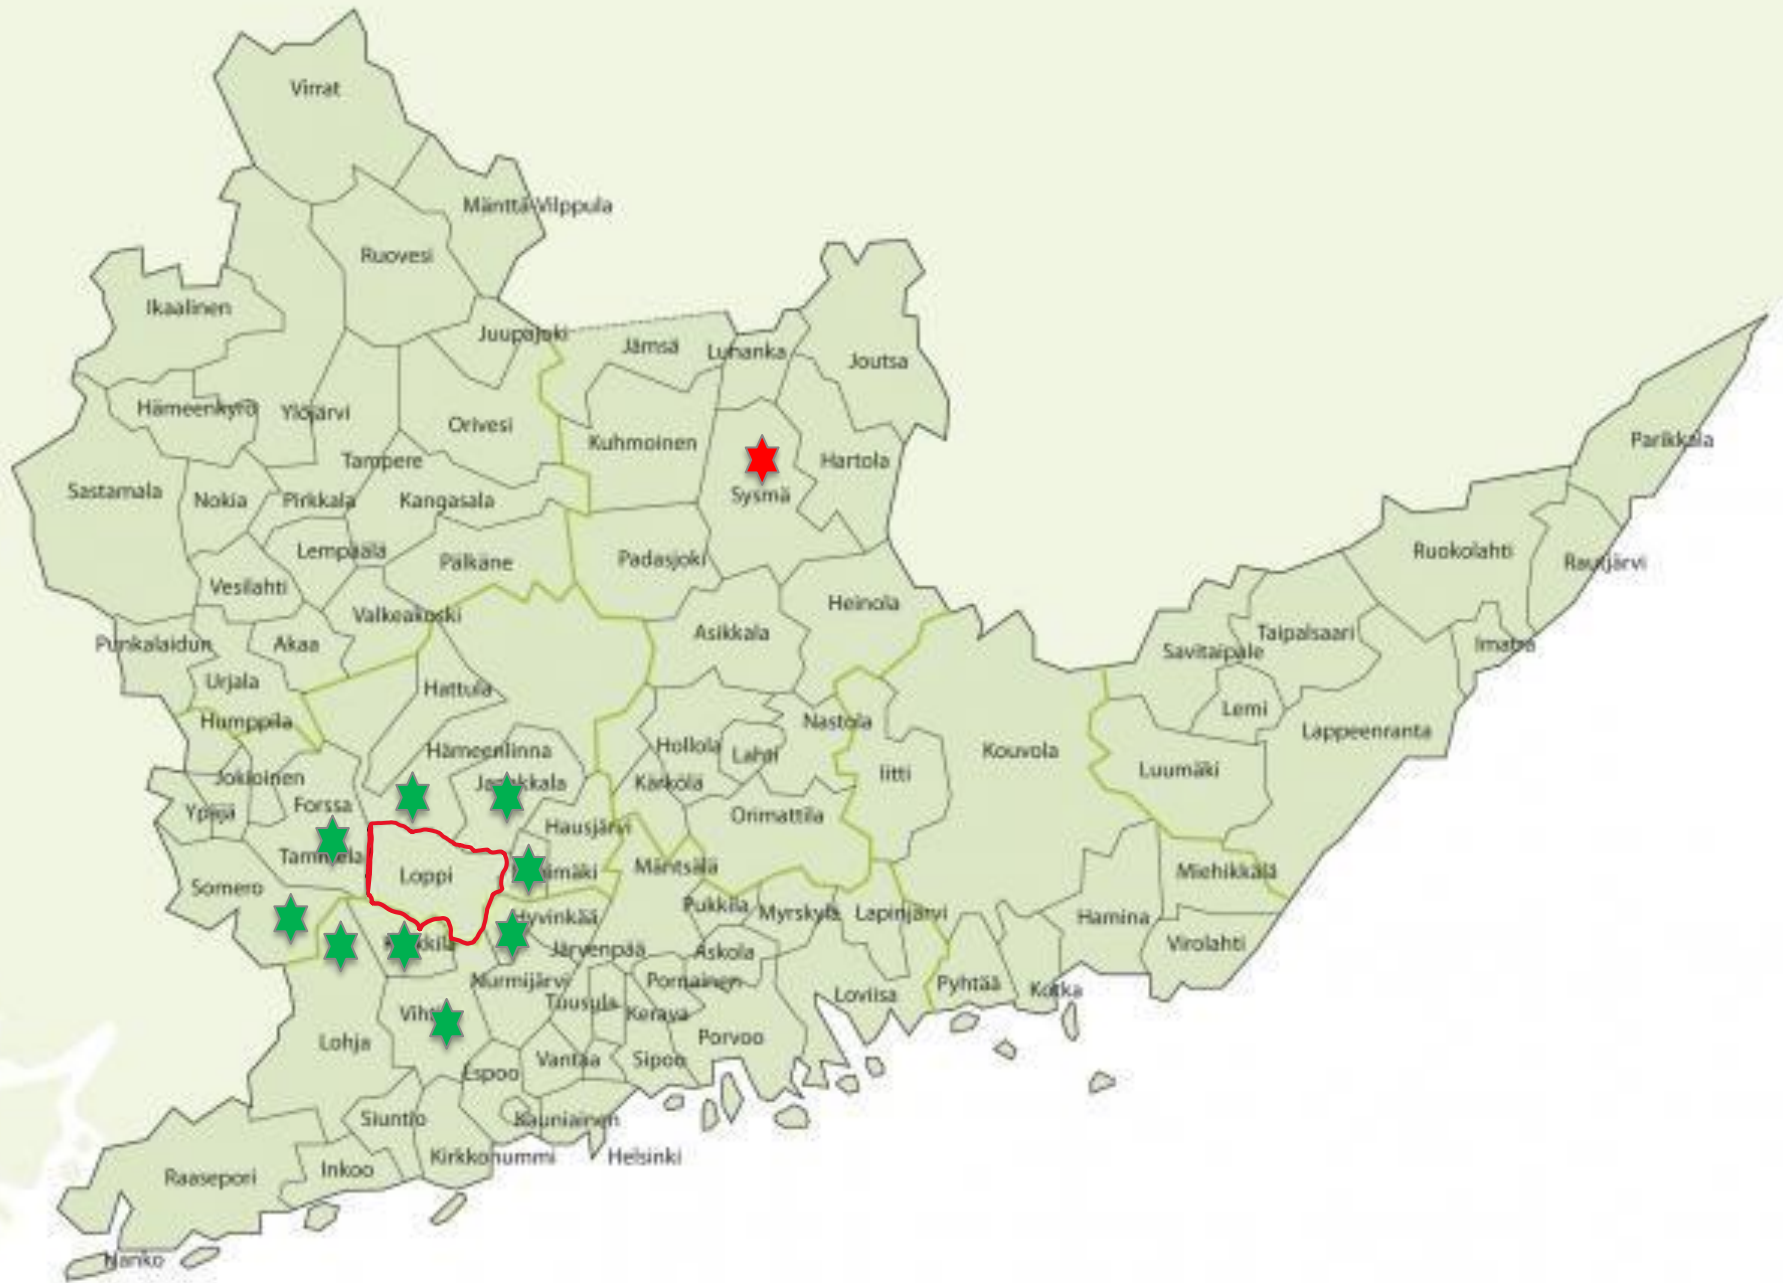 Virrat
Mänttä-Vilppula
Ruovesi
Ikaalinen
Juupajoki
Jämsä
Luhanka
Joutsa
Hämeenkyrö
Ylöjärvi
Orivesi
Kuhmoinen
Parikkala
Tampere
Hartola
Sastamala
Nokia
Pirkkala
Kangasala
Sysmä
Lempäälä
Pälkäne
Padasjoki
Ruokolahti
Rautjärvi
Vesilahti
Valkeakoski
Heinola
Punkalaidun
Akaa
Asikkala
Savitaipale
Taipalsaari
Imatra
Urjala
Hattula
Humppila
Nastola
Lemi
Lappeenranta
Hämeenlinna
Hollola
Lahti
Kouvola
Jokioinen
Janakkala
Kärkölä
Iitti
Luumäki
Ypäjä
Forssa
Hausjärvi
Orimattila
Tammela
Loppi
Riihimäki
Mäntsälä
Miehikkälä
Somero
Hyvinkää
Pukkila
Myrskylä
Lapinjärvi
Hamina
Karkkila
Järvenpää
Askola
Virolahti
Nurmijärvi
Pornainen
Pyhtää
Kotka
Vihti
Tuusula
Kerava
Loviisa
Lohja
Porvoo
Vantaa
Sipoo
Espoo
Siuntio
Kauniainen
Raasepori
Inkoo
Kirkkonummi
Helsinki
Hanko